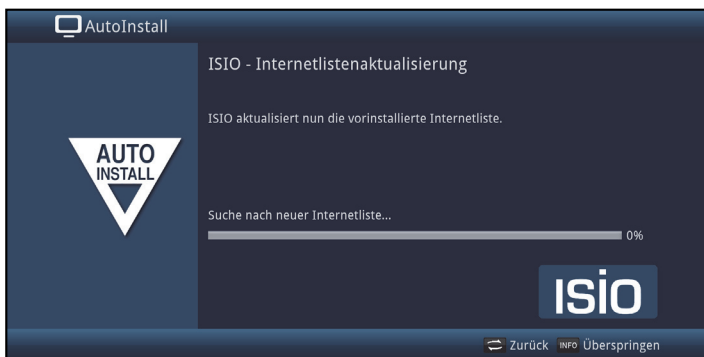 AutoInstall
ISIO - Internetlistenaktualisierung
ISIO aktualisiert nun die vorinstallierte Internetliste.
AUTO
INSTALL
Suche nach neuer Internetliste...
0%
ISIO
Zurück INFO Überspringen